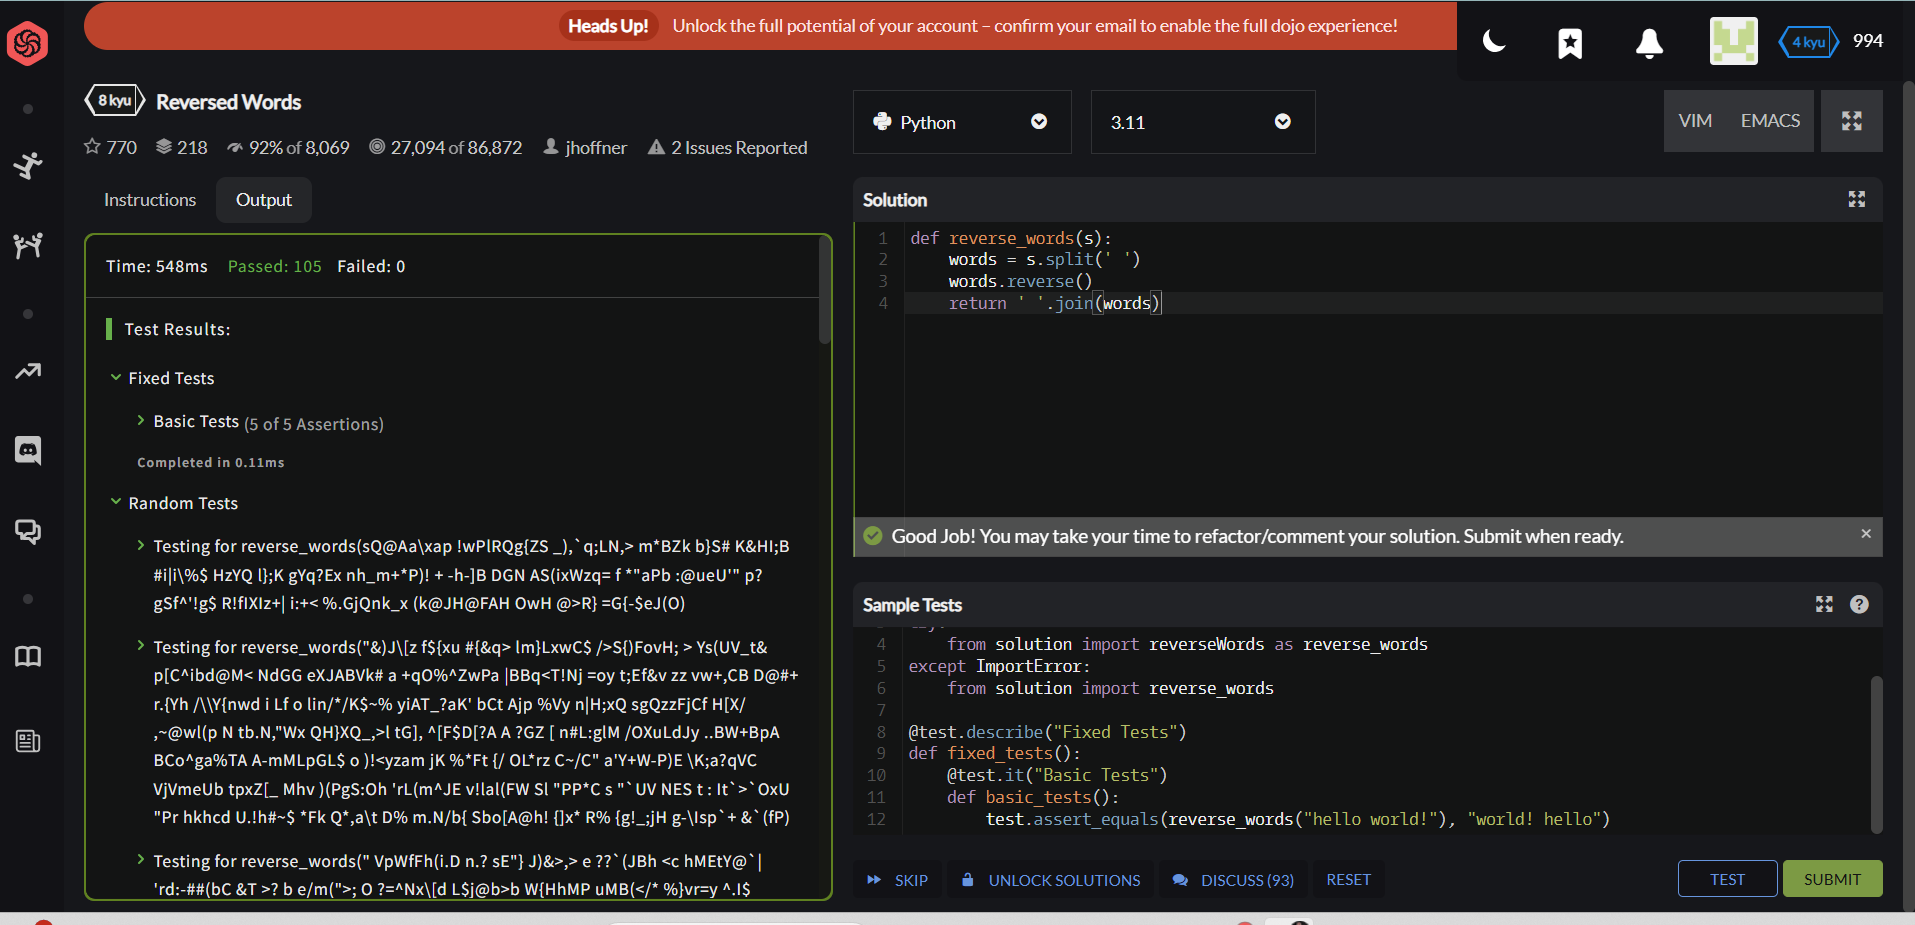 Heads Up! Unlock the full potential of your account – confirm your email to enable the full dojo experience!
4 kyu 994
8 kyu Reversed Words
770 218 92% of 8,069 27,094 of 86,872 jhoffner 2 Issues Reported
Instructions Output
Time: 548ms Passed: 105 Failed: 0
Test Results:
Fixed Tests
Basic Tests (5 of 5 Assertions)
Completed in 0.11ms
Random Tests
Testing for reverse_words(sQ@Aa\xap !wPlRQg{ZS _),`q;LN,> m*BZk b}S# K&HI;B
#i|i\%$ HzYQ l};K gYq?Ex nh_m+*P)! + -h-]B DGN AS(ixWzq= f *"aPb :@ueU'" p?
gSf^'!g$ R!fIXIz+| i:+< %.GjQnk_x (k@JH@FAH OwH @>R} =G{-$eJ(O)
Testing for reverse_words("&)J\[z f${xu #{&q> lm}LxwC$ />S{)FovH; > Ys(UV_t&
p[C^ibd@M< NdGG eXJABVk# a +qO%^ZwPa |BBq<T!Nj =oy t;Ef&v zz vw+,CB D@#+
r.{Yh /\\Y{nwd i Lf o lin/*/K$~% yiAT_?aK' bCt Ajp %Vy n|H;xQ sgQzzFjCf H[X/
,~@wl(p N tb.N,"Wx QH}XQ_,>l tG], ^[F$D[?A A ?GZ [ n#L:glM /OXuLdJy ..BW+BpA
BCo^ga%TA A-mMLpGL$ o )!<yzam jK %*Ft {/ OL*rz C~/C" a'Y+W-P)E \K;a?qVC
VjVmeUb tpxZ[_ Mhv )(PgS:Oh 'rL(m^JE v!lal(FW Sl "PP*C s "`UV NES t : It`>`OxU
"Pr hkhcd U.!h#~$ *Fk Q*,a\t D% m.N/b{ Sbo[A@h! {]x* R% {g!_;jH g-\Isp`+ &`(fP)
Testing for reverse_words(" VpWfFh(i.D n.? sE"} J)&>,> e ??`(JBh <c hMEtY@`|
'rd:-##(bC &T >? b e/m(">; O ?=^Nx\[d L$j@b>b W{HhMP uMB(</* %}vr=y ^.I$
Python 3.11 VIM EMACS
Solution
1 def reverse_words(s):
2 words = s.split(' ')
3 words.reverse()
4 return ' '.join(words)
Good Job! You may take your time to refactor/comment your solution. Submit when ready.
Sample Tests
4 from solution import reverseWords as reverse_words
5 except ImportError:
6 from solution import reverse_words
7
8 @test.describe("Fixed Tests")
9 def fixed_tests():
10 @test.it("Basic Tests")
11 def basic_tests():
12 test.assert_equals(reverse_words("hello world!"), "world! hello")
SKIP UNLOCK SOLUTIONS DISCUSS (93) RESET TEST SUBMIT